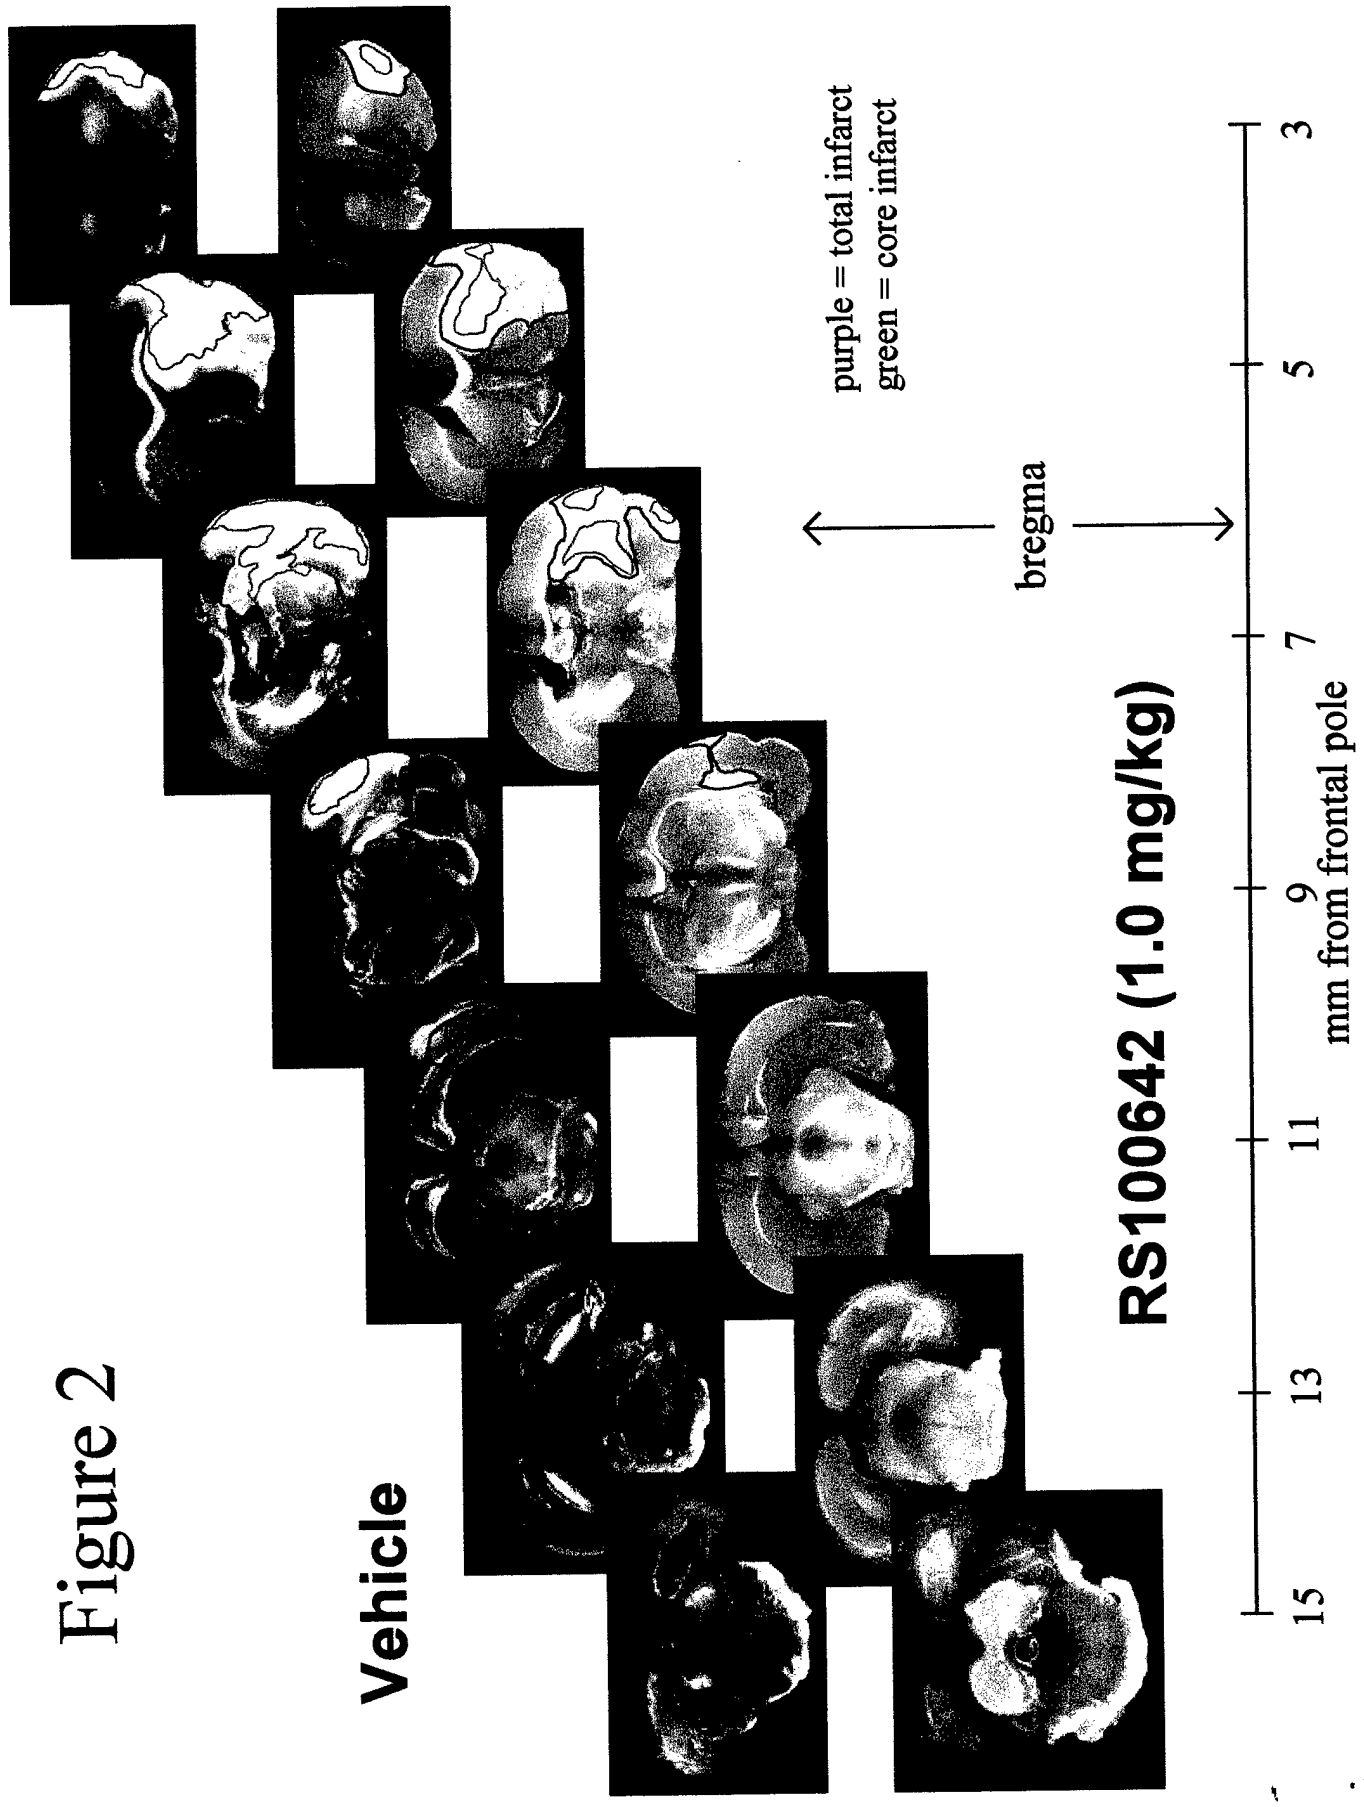 Figure 2
Vehicle
purple = total infarct
green = core infarct
bregma
RS100642 (1.0 mg/kg)
15 13 11 9 7 5 3
mm from frontal pole